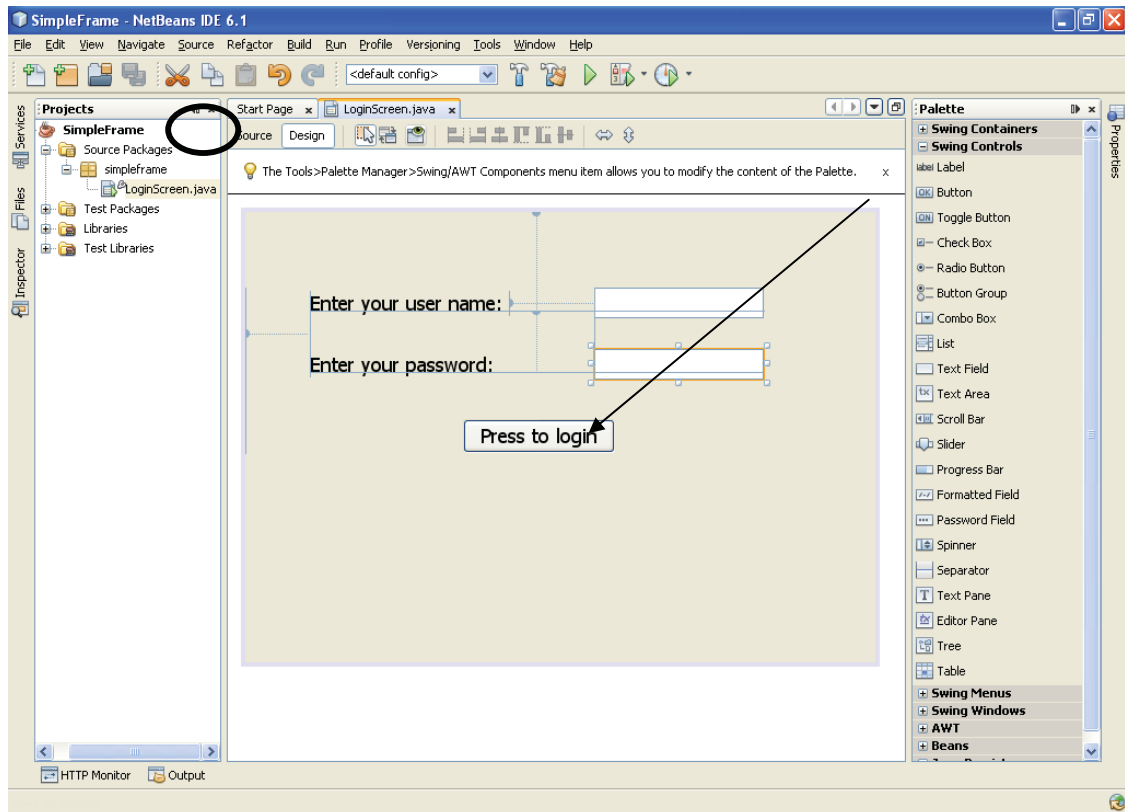 SimpleFrame - NetBeans IDE 6.1
File Edit View Navigate Source Refactor Build Run Profile Versioning Tools Window Help
<default config>
Services
Files
Inspector
Projects
SimpleFrame
Source Packages
simpleframe
LoginScreen.java
Test Packages
Libraries
Test Libraries
Start Page x LoginScreen.java x
Source Design
The Tools>Palette Manager>Swing/AWT Components menu item allows you to modify the content of the Palette. x
Enter your user name:
Enter your password:
Press to login
Palette
Swing Containers
Swing Controls
label Label
OK Button
ON Toggle Button
Check Box
Radio Button
Button Group
Combo Box
List
Text Field
Text Area
Scroll Bar
Slider
Progress Bar
Formatted Field
Password Field
Spinner
Separator
T Text Pane
Editor Pane
Tree
Table
Swing Menus
Swing Windows
AWT
Beans
Properties
HTTP Monitor Output